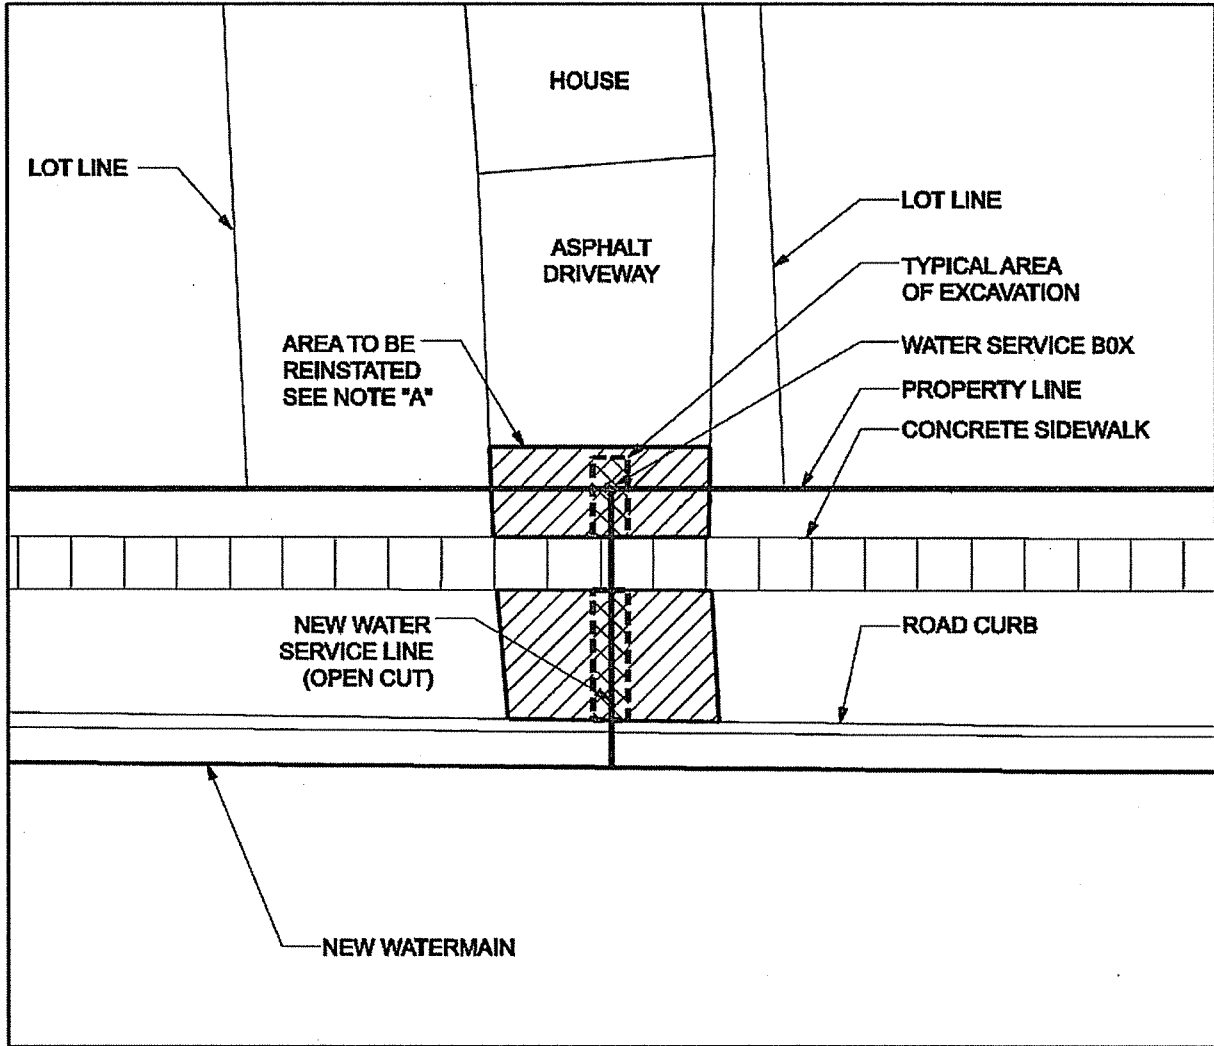 HOUSE
LOT LINE
LOT LINE
ASPHALT
DRIVEWAY
TYPICAL AREA
OF EXCAVATION
AREA TO BE
REINSTATED
SEE NOTE "A"
WATER SERVICE B0X
PROPERTY LINE
CONCRETE SIDEWALK
NEW WATER
SERVICE LINE
(OPEN CUT)
ROAD CURB
NEW WATERMAIN